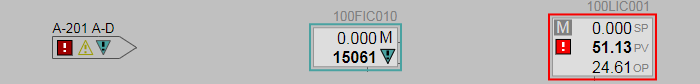 A-201 A-D
100FIC010
0.000 M
15061
100LIC001
M 0.000 SP
51.13 PV
24.61 OP